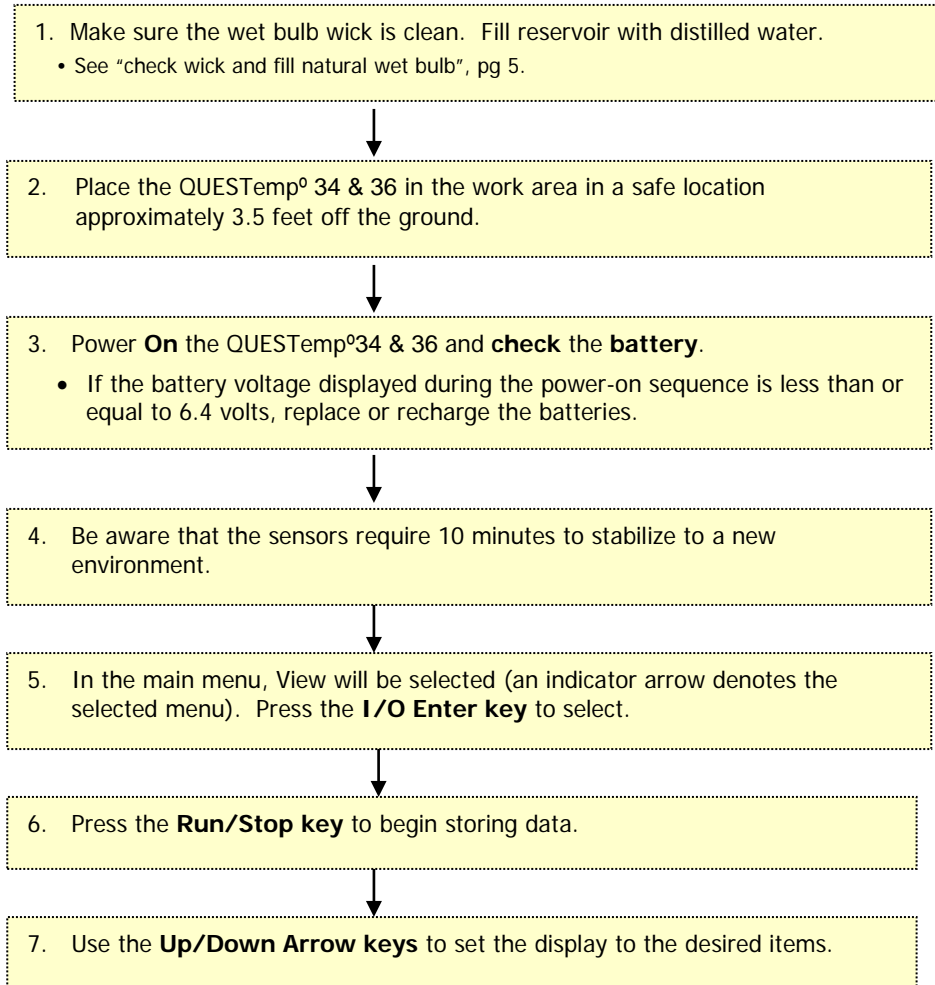 1. Make sure the wet bulb wick is clean. Fill reservoir with distilled water.
• See "check wick and fill natural wet bulb", pg 5.
2. Place the QUESTempº 34 & 36 in the work area in a safe location
approximately 3.5 feet off the ground.
3. Power On the QUESTempº34 & 36 and check the battery.
• If the battery voltage displayed during the power-on sequence is less than or
equal to 6.4 volts, replace or recharge the batteries.
4. Be aware that the sensors require 10 minutes to stabilize to a new
environment.
5. In the main menu, View will be selected (an indicator arrow denotes the
selected menu). Press the I/O Enter key to select.
6. Press the Run/Stop key to begin storing data.
7. Use the Up/Down Arrow keys to set the display to the desired items.